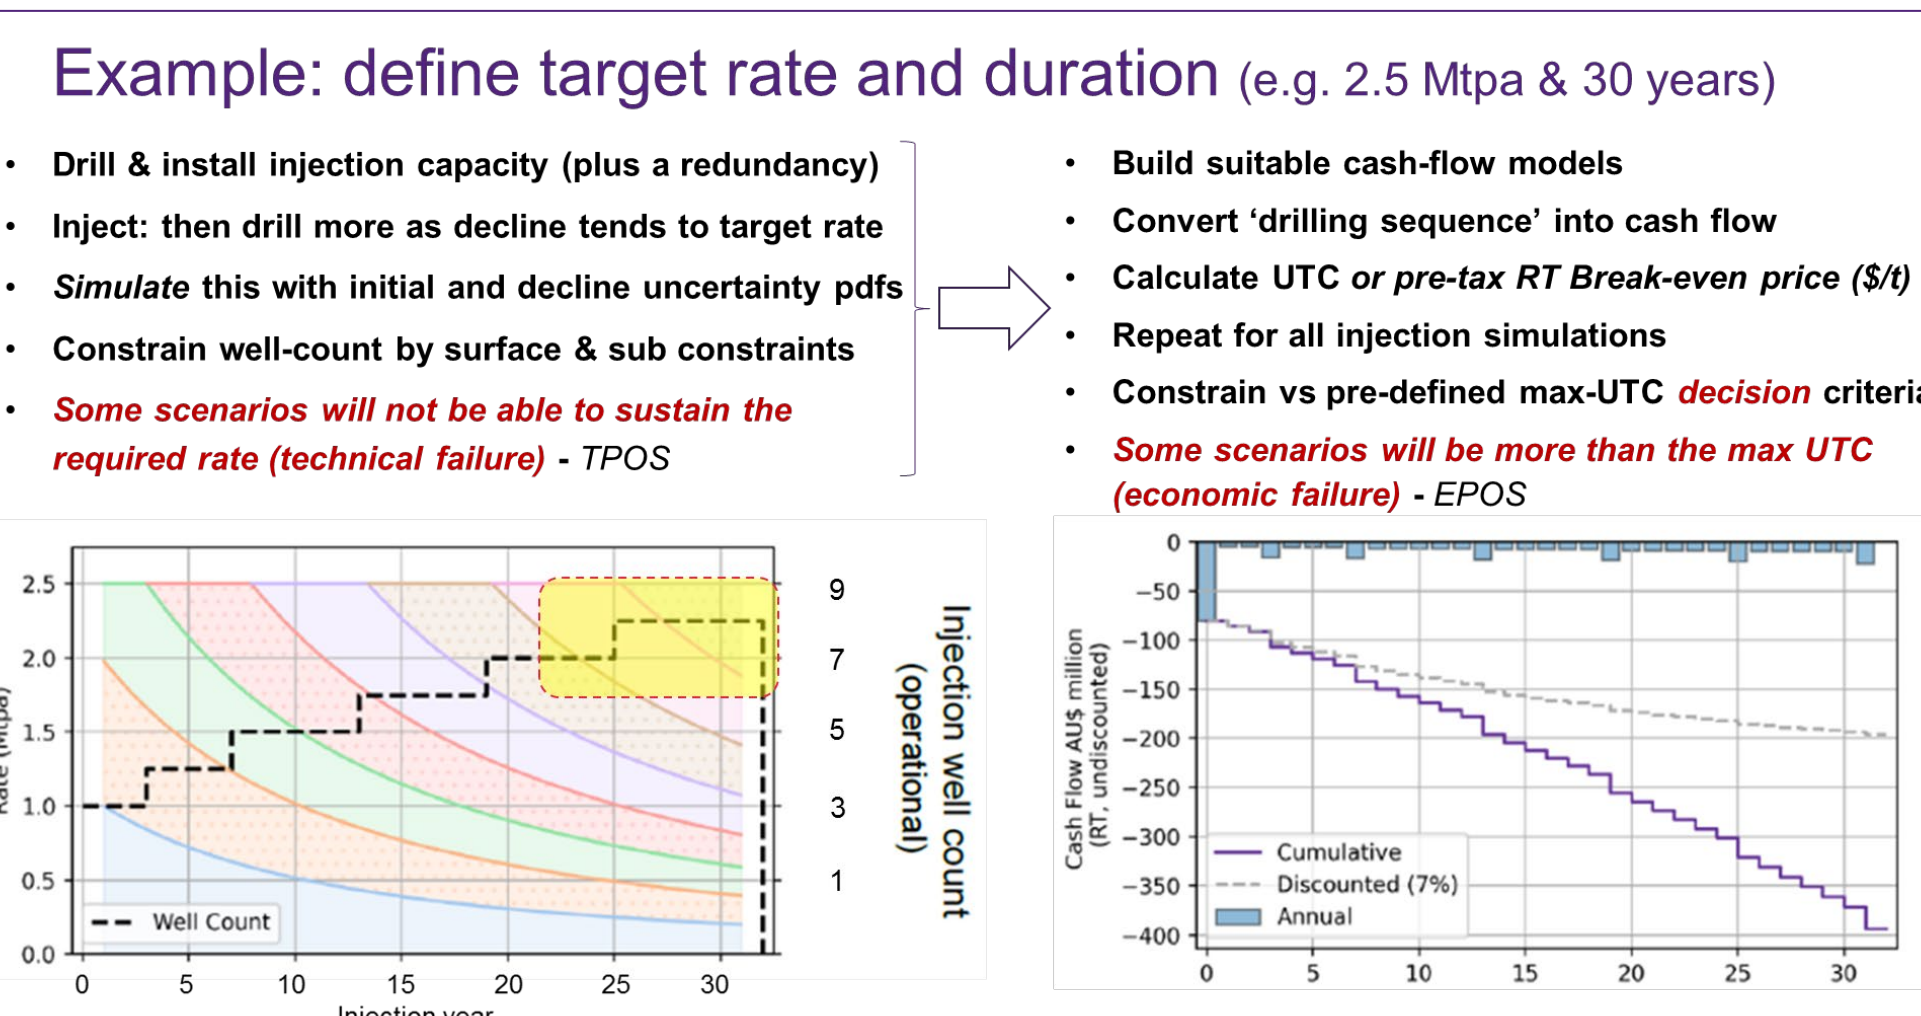 Example: define target rate and duration (e.g. 2.5 Mtpa & 30 years)
• Drill & install injection capacity (plus a redundancy)
• Inject: then drill more as decline tends to target rate
• Simulate this with initial and decline uncertainty pdfs
• Constrain well-count by surface & sub constraints
• Some scenarios will not be able to sustain the
required rate (technical failure) - TPOS
• Build suitable cash-flow models
• Convert ‘drilling sequence’ into cash flow
• Calculate UTC or pre-tax RT Break-even price ($/t)
• Repeat for all injection simulations
• Constrain vs pre-defined max-UTC decision criteria
• Some scenarios will be more than the max UTC
(economic failure) - EPOS
2.5
2.0
1.5
1.0
0.5
0.0
Rate (Mtpa)
Well Count
0 5 10 15 20 25 30
Injection year
9
7
5
3
1
Injection well count
(operational)
0
−50
−100
−150
−200
−250
−300
−350
−400
Cash Flow AU$ million
(RT, undiscounted)
Cumulative
Discounted (7%)
Annual
0 5 10 15 20 25 30